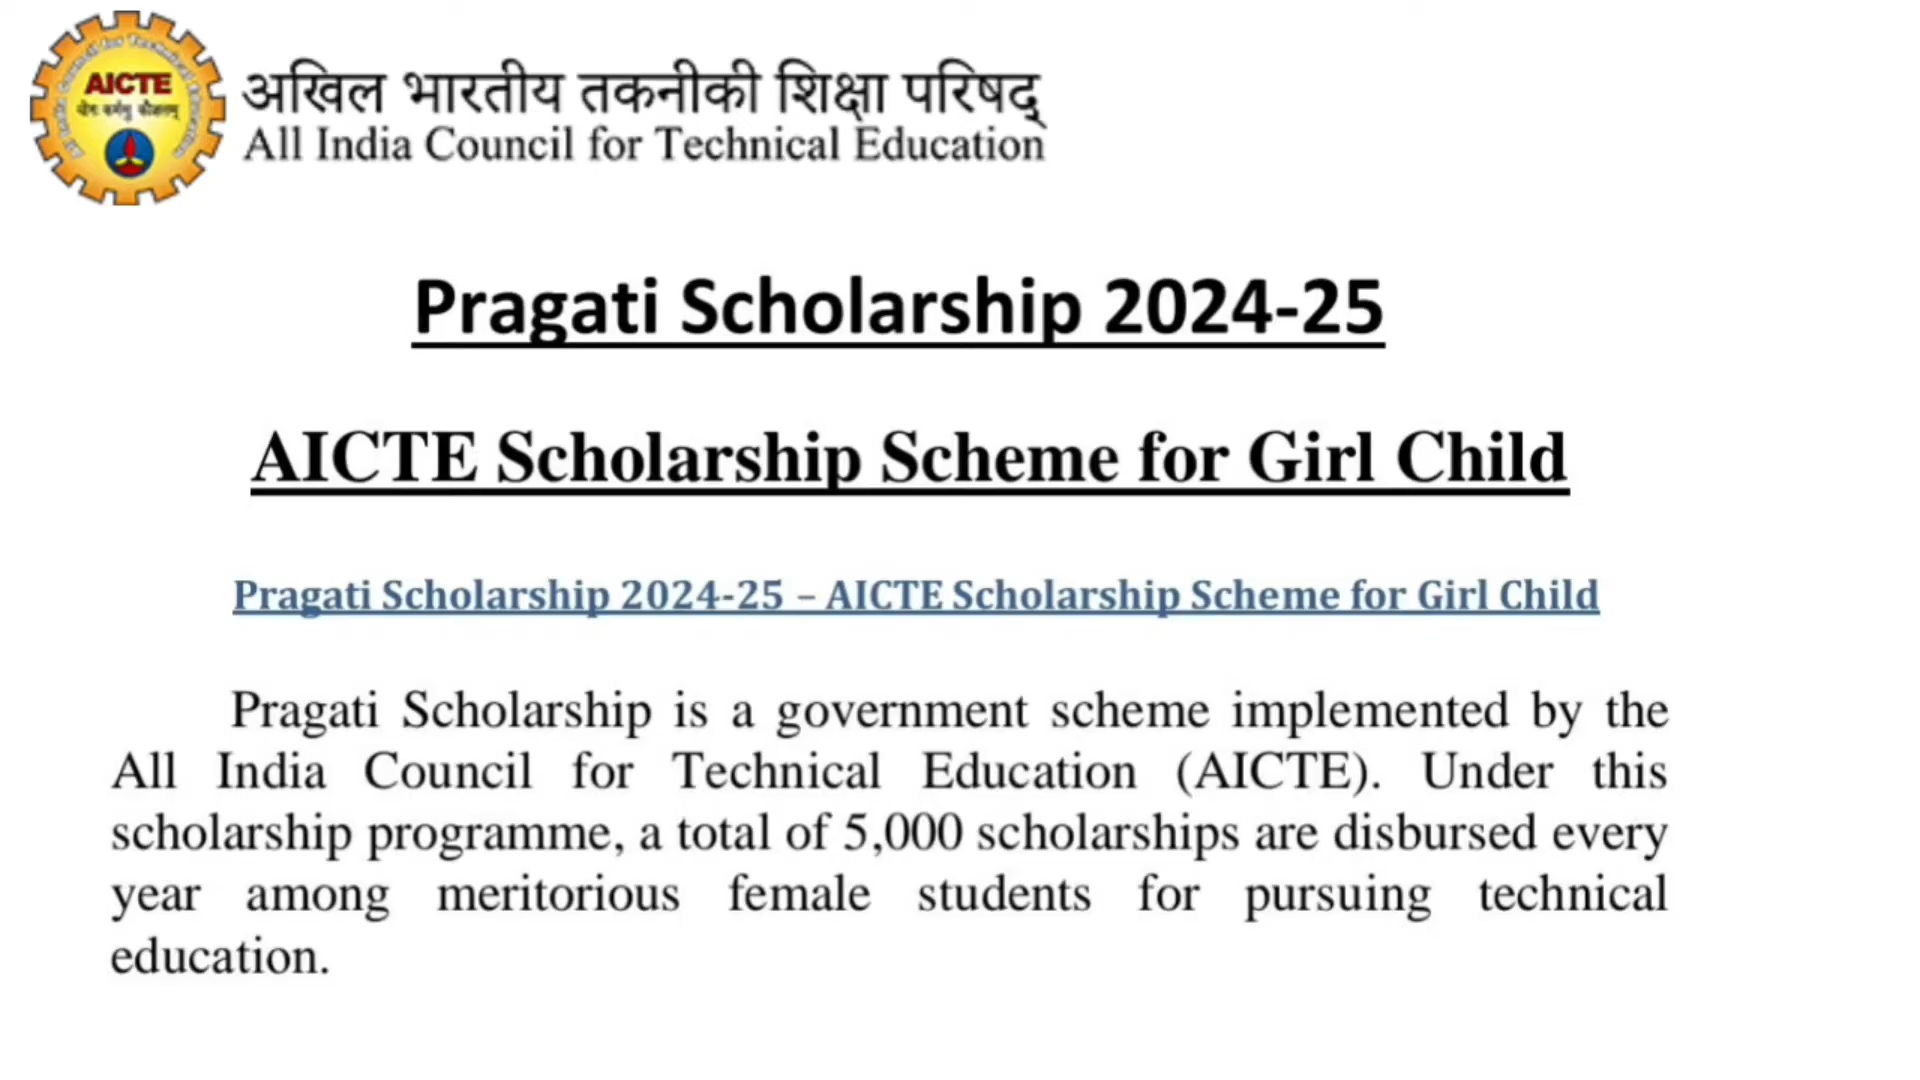 AICTE
योगः कर्मसु कौशलम्
अखिल भारतीय तकनीकी शिक्षा परिषद्
All India Council for Technical Education
Pragati Scholarship 2024-25
AICTE Scholarship Scheme for Girl Child
Pragati Scholarship 2024-25 – AICTE Scholarship Scheme for Girl Child
Pragati Scholarship is a government scheme implemented by the
All India Council for Technical Education (AICTE). Under this
scholarship programme, a total of 5,000 scholarships are disbursed every
year among meritorious female students for pursuing technical
education.